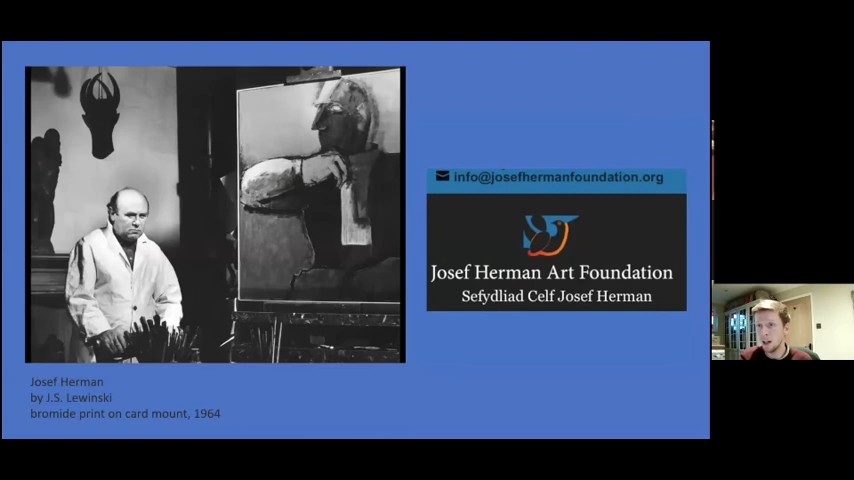 info@josefhermanfoundation.org
Josef Herman Art Foundation
Sefydliad Celf Josef Herman
Josef Herman
by J.S. Lewinski
bromide print on card mount, 1964